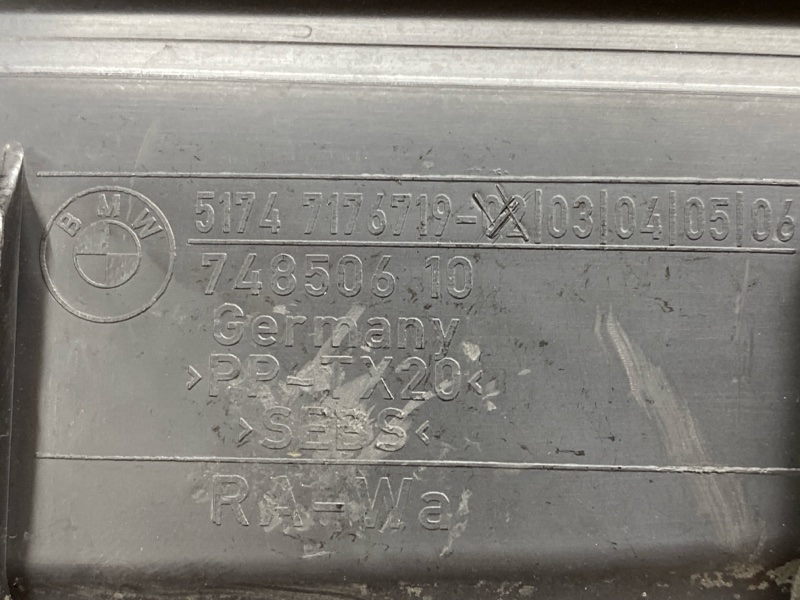 BMW
5174 7176719-02|03|04|05|06
748506 10
Germany
>PP-TX20<
>SEBS<
RA-Wa